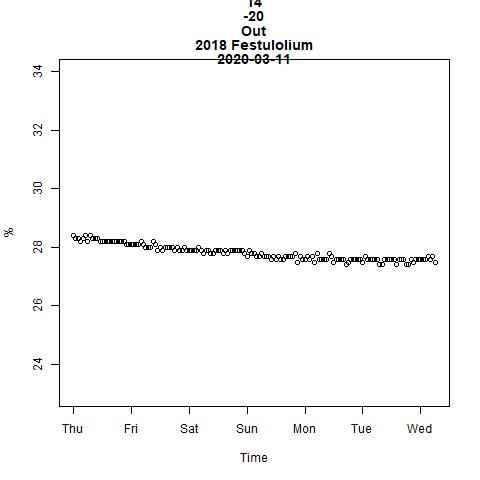 14
-20
Out
2018 Festulolium
2020-03-11
34
32
30
28
26
24
%
Thu Fri Sat Sun Mon Tue Wed
Time